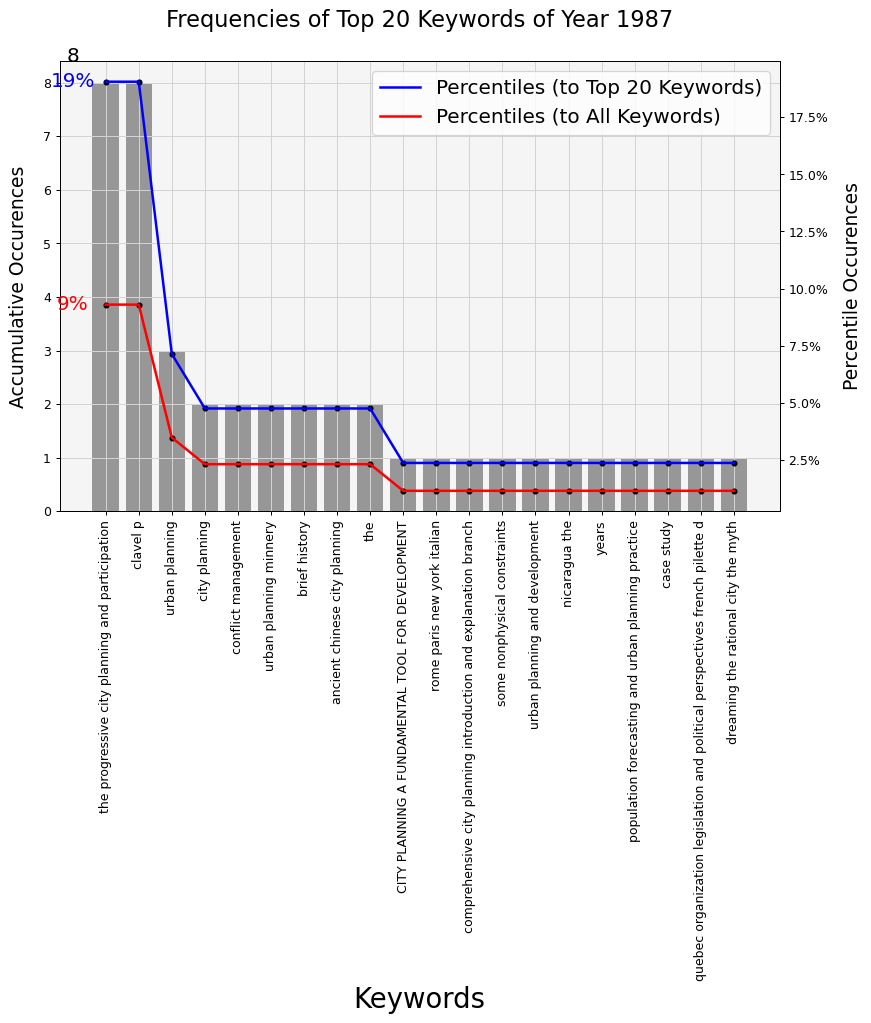 Frequencies of Top 20 Keywords of Year 1987
8
19%
9%
Percentiles (to Top 20 Keywords)
Percentiles (to All Keywords)
Accumulative Occurences
8
7
6
5
4
3
2
1
0
17.5%
15.0%
12.5%
10.0%
7.5%
5.0%
2.5%
Percentile Occurences
the progressive city planning and participation
clavel p
urban planning
city planning
conflict management
urban planning minnery
brief history
ancient chinese city planning
the
CITY PLANNING A FUNDAMENTAL TOOL FOR DEVELOPMENT
rome paris new york italian
comprehensive city planning introduction and explanation branch
some nonphysical constraints
urban planning and development
nicaragua the
years
population forecasting and urban planning practice
case study
quebec organization legislation and political perspectives french pilette d
dreaming the rational city the myth
Keywords